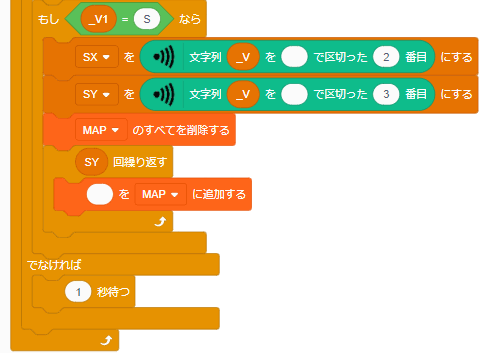 もし _V1 = S なら
SX を 文字列 _V を で区切った 2 番目 にする
SY を 文字列 _V を で区切った 3 番目 にする
MAP のすべてを削除する
SY 回繰り返す
を MAP に追加する
でなければ
1 秒待つ